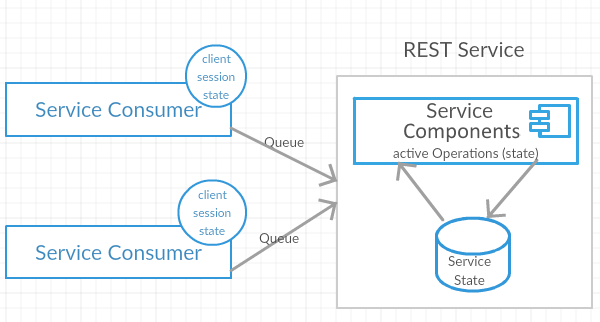 REST Service
client
session
state
Service Consumer
Queue
Service
Components
active Operations (state)
client
session
state
Service Consumer
Queue
Service
State